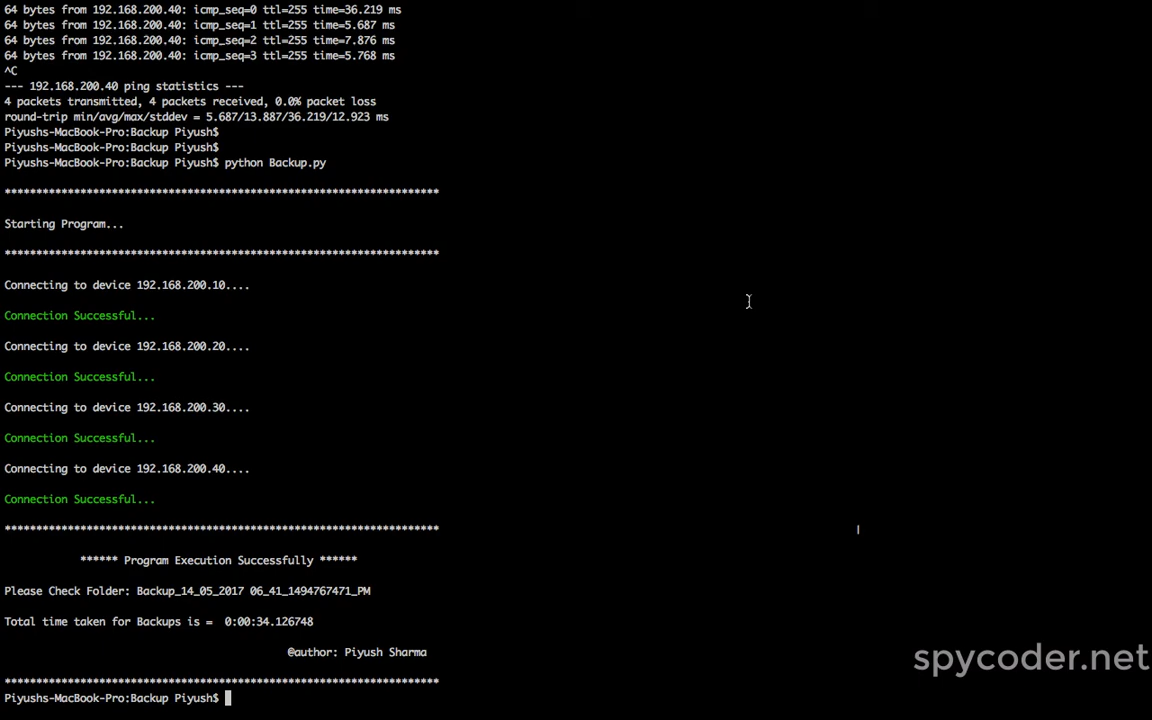 64 bytes from 192.168.200.40: icmp_seq=0 ttl=255 time=36.219 ms
64 bytes from 192.168.200.40: icmp_seq=1 ttl=255 time=5.687 ms
64 bytes from 192.168.200.40: icmp_seq=2 ttl=255 time=7.876 ms
64 bytes from 192.168.200.40: icmp_seq=3 ttl=255 time=5.768 ms
^C
--- 192.168.200.40 ping statistics ---
4 packets transmitted, 4 packets received, 0.0% packet loss
round-trip min/avg/max/stddev = 5.687/13.887/36.219/12.923 ms
Piyushs-MacBook-Pro:Backup Piyush$
Piyushs-MacBook-Pro:Backup Piyush$
Piyushs-MacBook-Pro:Backup Piyush$ python Backup.py
*********************************************************************
Starting Program...
*********************************************************************
Connecting to device 192.168.200.10....
Connection Successful...
Connecting to device 192.168.200.20....
Connection Successful...
Connecting to device 192.168.200.30....
Connection Successful...
Connecting to device 192.168.200.40....
Connection Successful...
*********************************************************************
****** Program Execution Successfully ******
Please Check Folder: Backup_14_05_2017 06_41_1494767471_PM
Total time taken for Backups is =  0:00:34.126748
@author: Piyush Sharma
*********************************************************************
Piyushs-MacBook-Pro:Backup Piyush$
spycoder.net